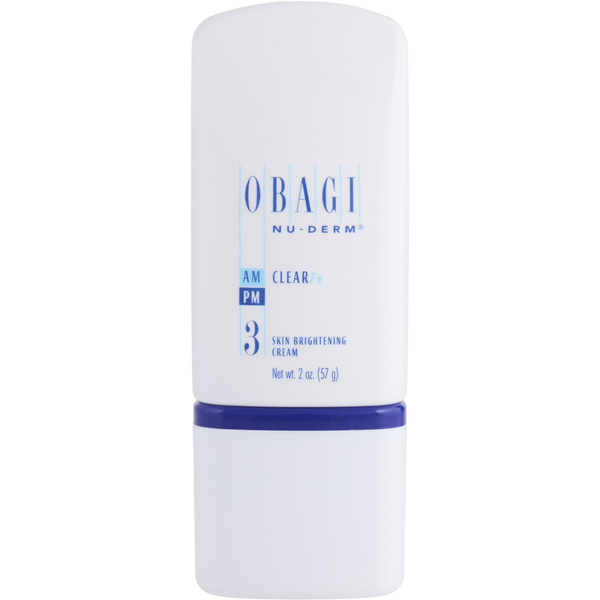 OBAGI
NU-DERM®
AM CLEARfx
PM
3 SKIN BRIGHTENING
CREAM
Net wt. 2 oz. (57 g)